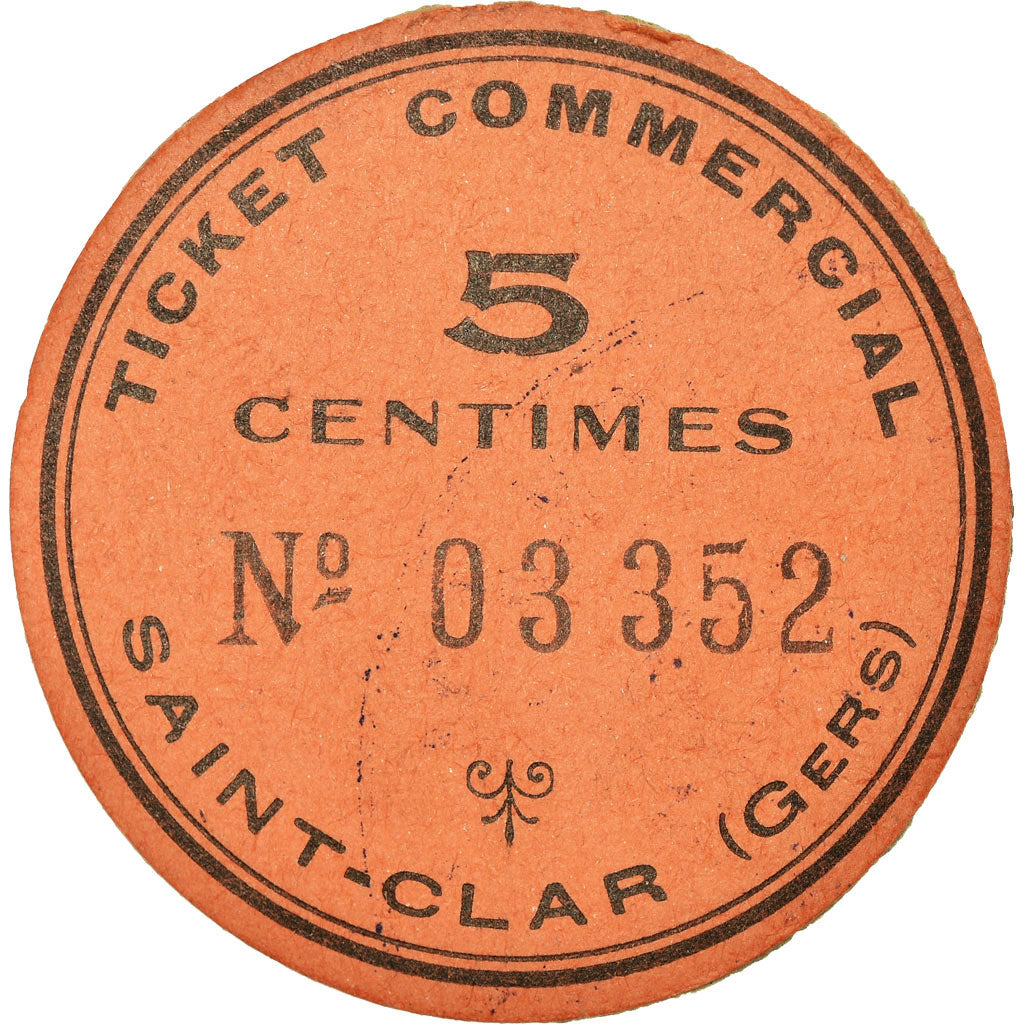 TICKET COMMERCIAL
5
CENTIMES
Nº 03352
SAINT-CLAR (GERS)